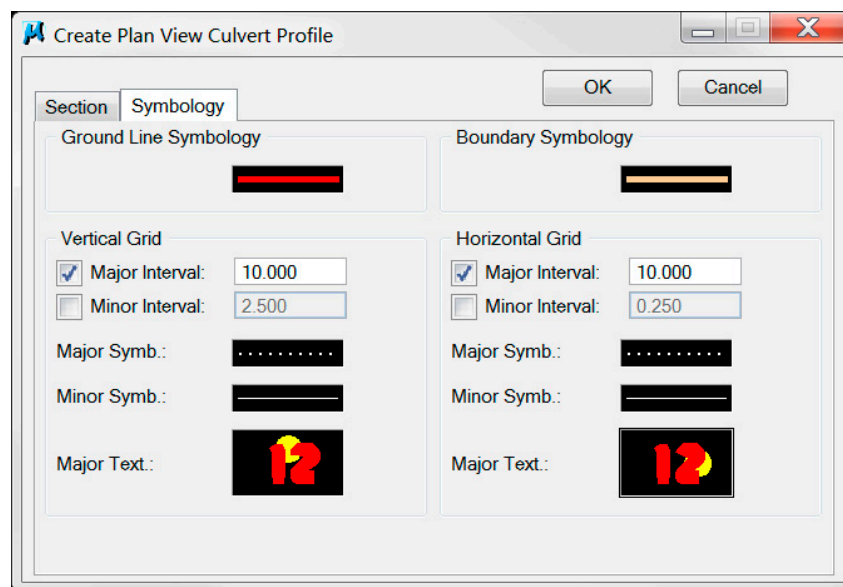 Create Plan View Culvert Profile
OK Cancel
Section Symbology
Ground Line Symbology Boundary Symbology
Vertical Grid Horizontal Grid
Major Interval: 10.000 Major Interval: 10.000
Minor Interval: 2.500 Minor Interval: 0.250
Major Symb.: Major Symb.:
Minor Symb.: Minor Symb.:
Major Text.: 12 Major Text.: 12